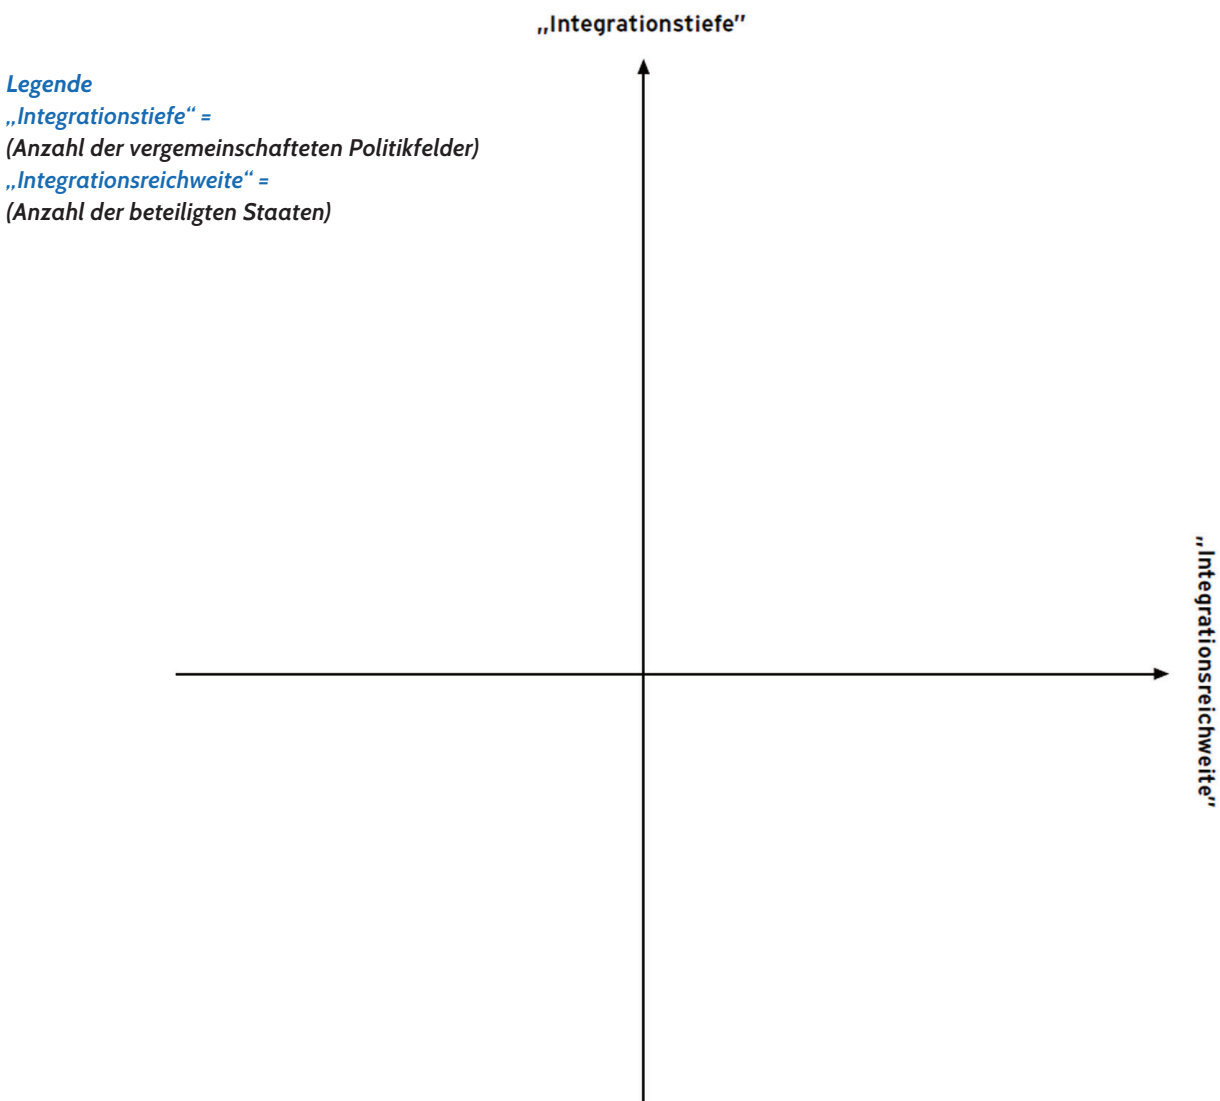 „Integrationstiefe”
Legende
„Integrationstiefe“ =
(Anzahl der vergemeinschafteten Politikfelder)
„Integrationsreichweite“ =
(Anzahl der beteiligten Staaten)
„Integrationsreichweite”